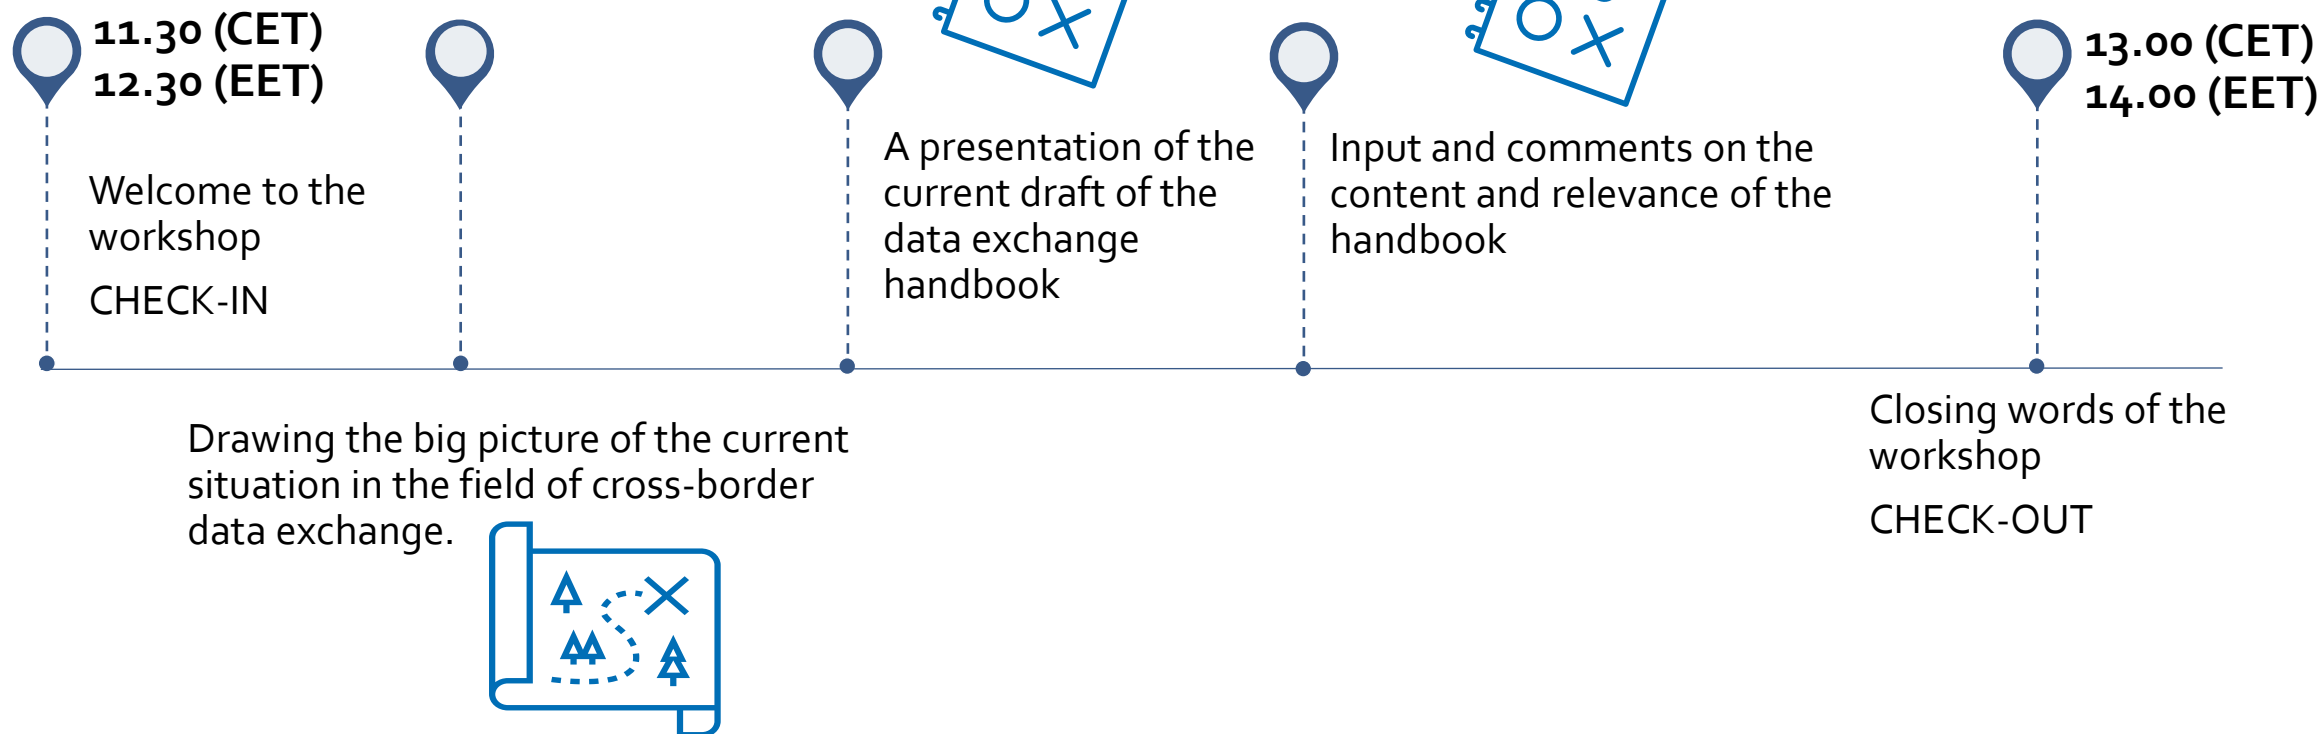 11.30 (CET)
12.30 (EET)
Welcome to the
workshop
CHECK-IN
Drawing the big picture of the current
situation in the field of cross-border
data exchange.
A presentation of the
current draft of the
data exchange
handbook
Input and comments on the
content and relevance of the
handbook
13.00 (CET)
14.00 (EET)
Closing words of the
workshop
CHECK-OUT